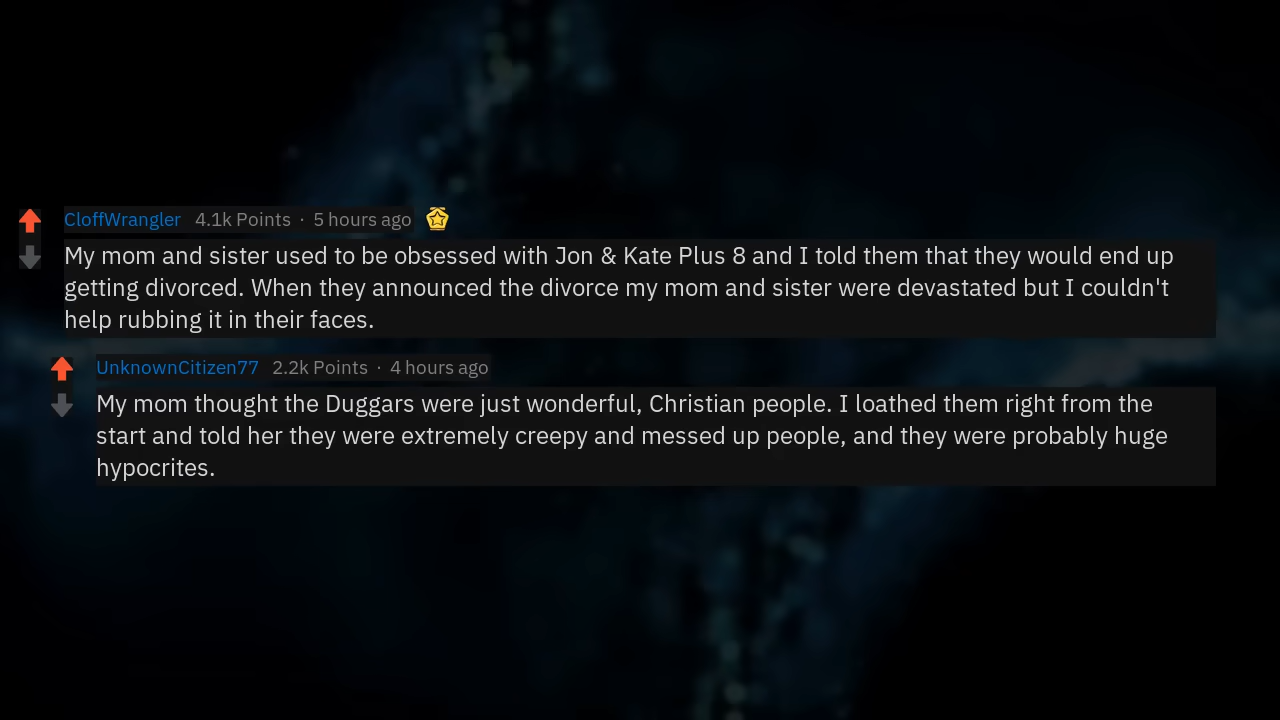 CloffWrangler 4.1k Points · 5 hours ago
My mom and sister used to be obsessed with Jon & Kate Plus 8 and I told them that they would end up
getting divorced. When they announced the divorce my mom and sister were devastated but I couldn't
help rubbing it in their faces.
UnknownCitizen77 2.2k Points · 4 hours ago
My mom thought the Duggars were just wonderful, Christian people. I loathed them right from the
start and told her they were extremely creepy and messed up people, and they were probably huge
hypocrites.